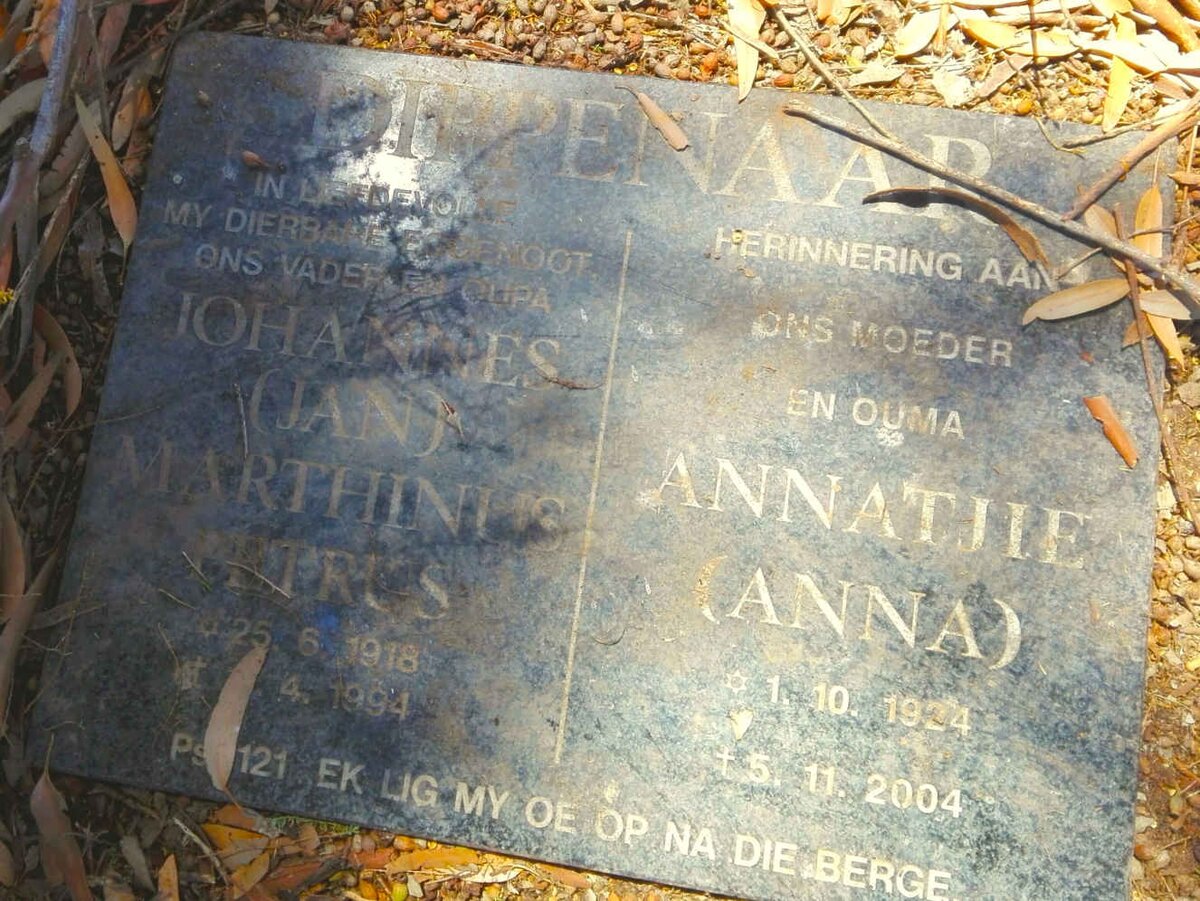 DIPPENAAR
IN LIEFDEVOLLE
MY DIERBARE EGGENOOT,
ONS VADER EN OUPA
JOHANNES
(JAN)
MARTHINUS
PETRUS
25. 6. 1918
† 4. 1994
HERINNERING AAN
ONS MOEDER
EN OUMA
ANNATJIE
(ANNA)
✡ 1. 10. 1924
† 5. 11. 2004
Ps. 121 EK LIG MY OE OP NA DIE BERGE